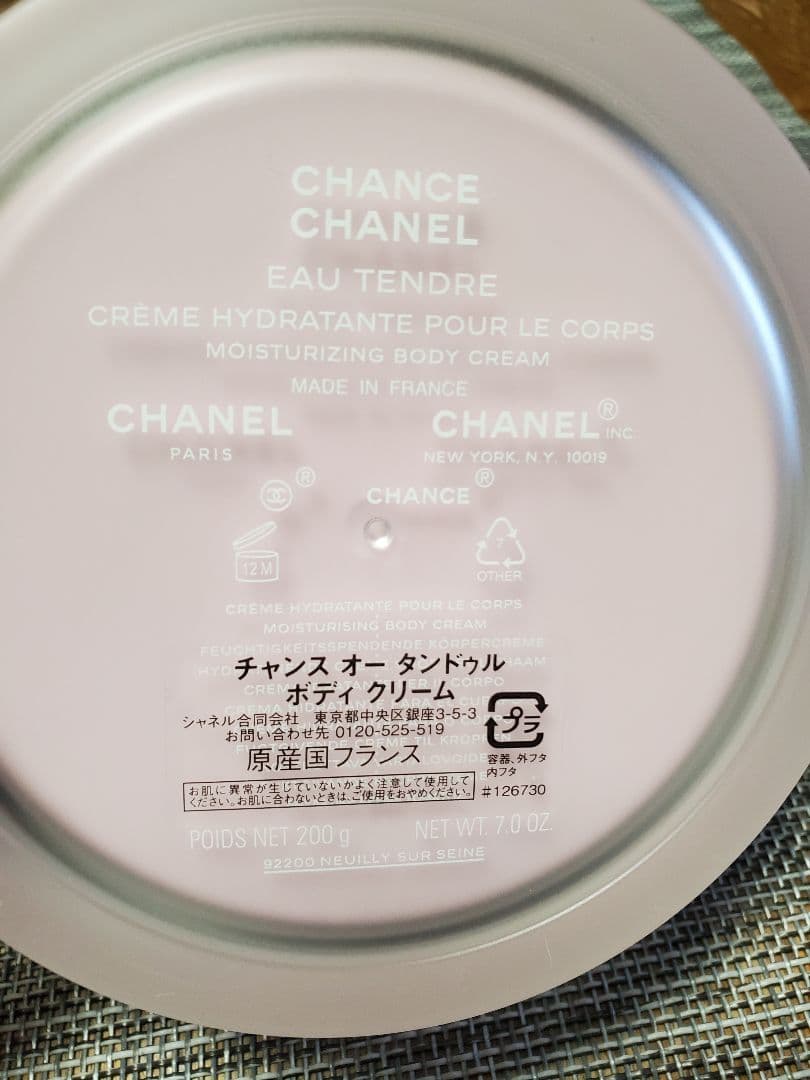 CHANCE
CHANEL
EAU TENDRE
CRÈME HYDRATANTE POUR LE CORPS
MOISTURIZING BODY CREAM
MADE IN FRANCE
CHANEL CHANEL® INC.
PARIS NEW YORK, N.Y. 10019
® CHANCE®
12 M 7
OTHER
CRÈME HYDRATANTE POUR LE CORPS
MOISTURISING BODY CREAM
FEUCHTIGKEITSSPENDENDE KÖRPERCREME
チャンス オー タンドゥル
ボディ クリーム
シャネル合同会社 東京都中央区銀座3-5-3
お問い合わせ先 0120-525-519
原産国フランス
プラ
容器、外フタ
内フタ
お肌に異常が生じていないかよく注意して使用して
ください。お肌に合わないときは、ご使用をおやめください。
#126730
POIDS NET 200 g NET WT. 7.0 OZ.
92200 NEUILLY SUR SEINE